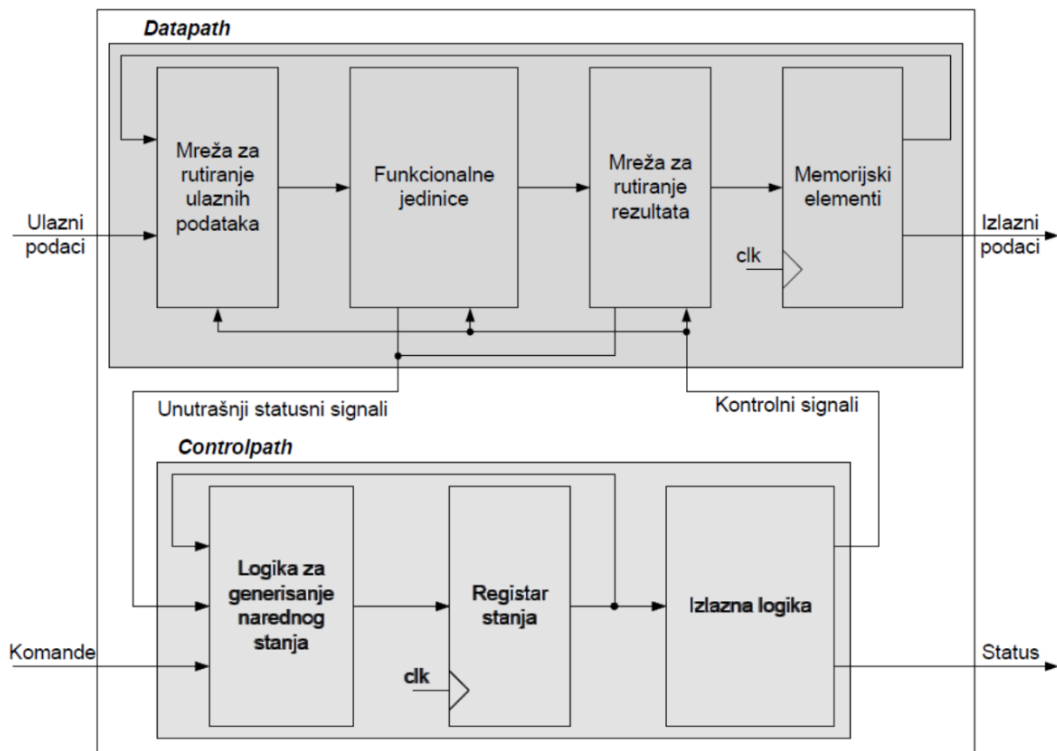 Datapath
Mreža za
rutiranje
ulaznih
podataka
Funkcionalne
jedinice
Mreža za
rutiranje
rezultata
Memorijski
elementi
clk
Ulazni
podaci
Izlazni
podaci
Unutrašnji statusni signali
Kontrolni signali
Controlpath
Logika za
generisanje
narednog
stanja
Registar
stanja
clk
Izlazna logika
Komande
Status